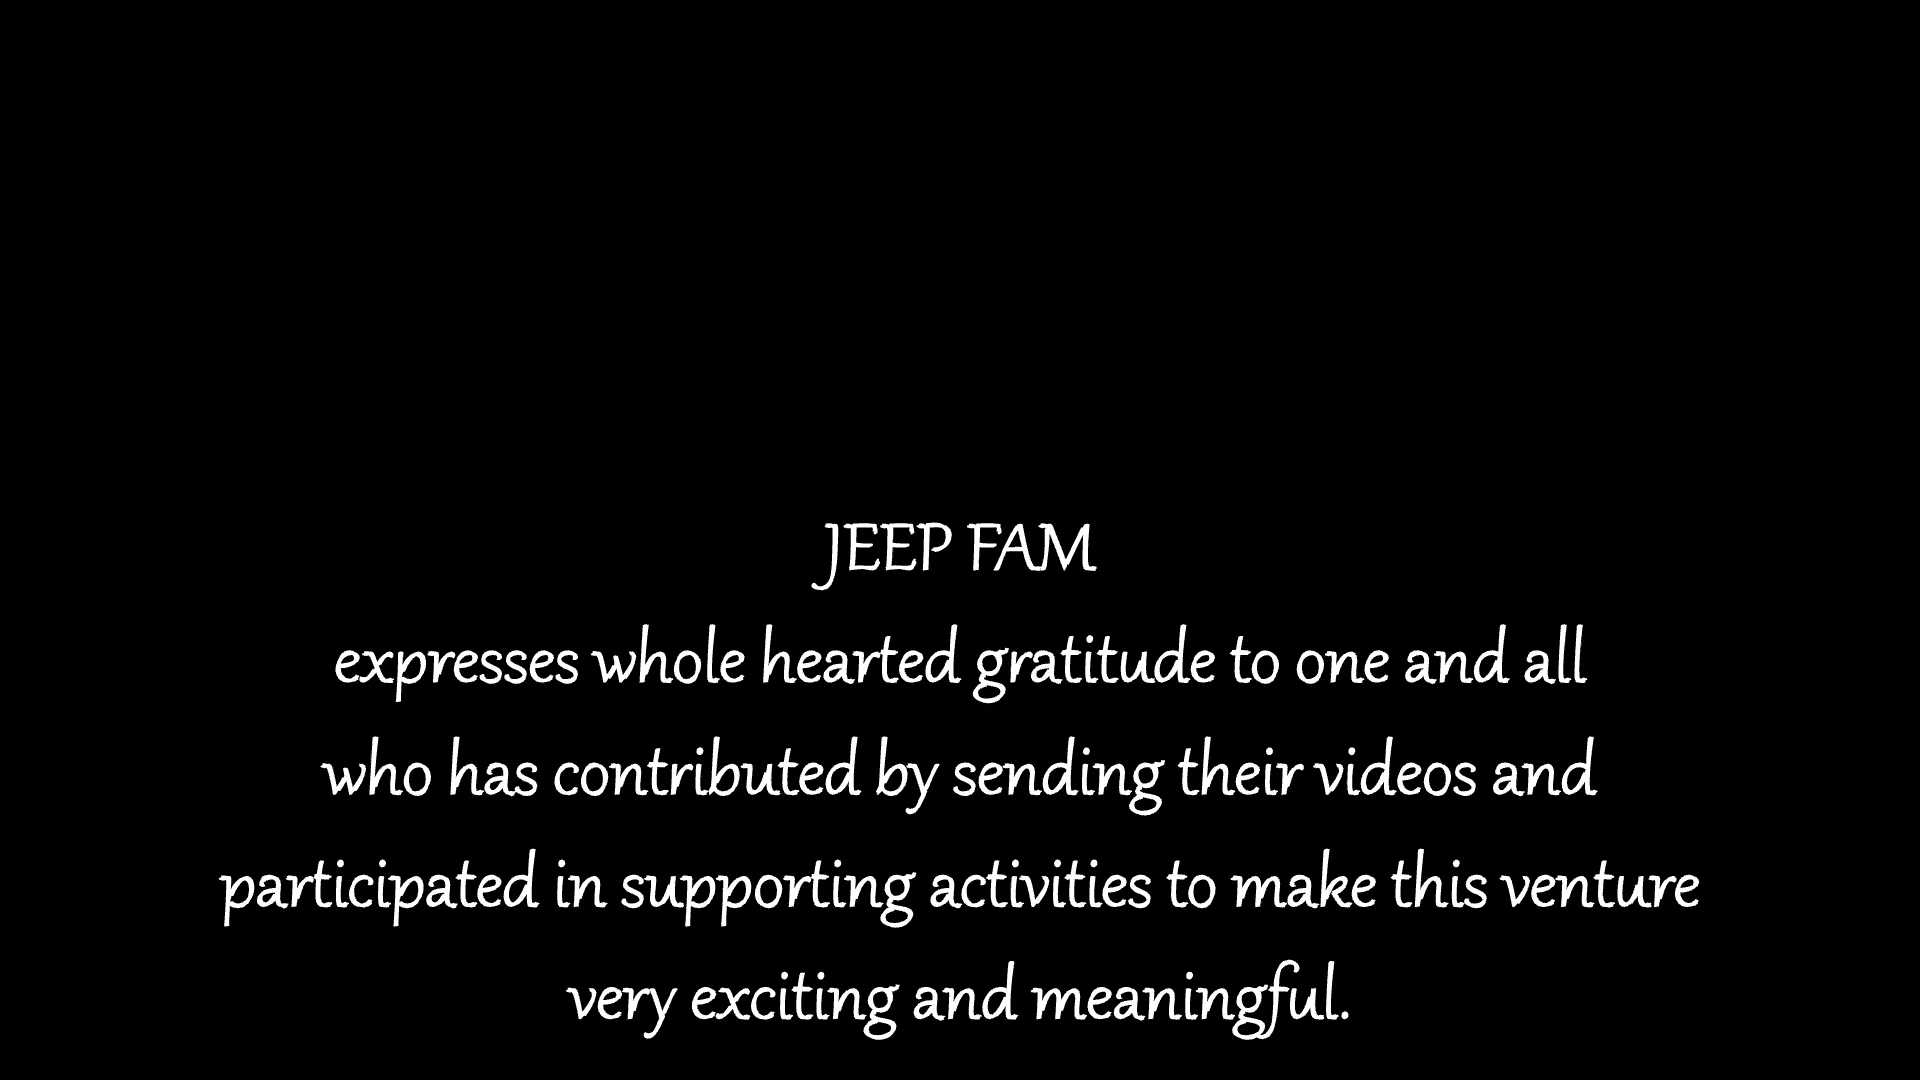 JEEP FAM
expresses whole hearted gratitude to one and all
who has contributed by sending their videos and
participated in supporting activities to make this venture
very exciting and meaningful.